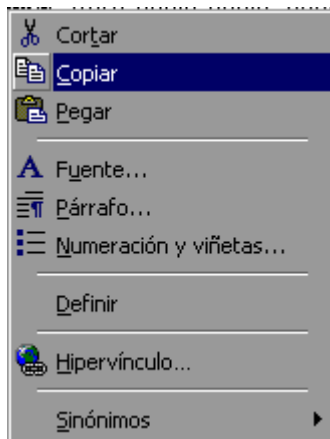 Cortar
Copiar
Pegar
Fuente...
Párrafo...
Numeración y viñetas...
Definir
Hipervínculo...
Sinónimos